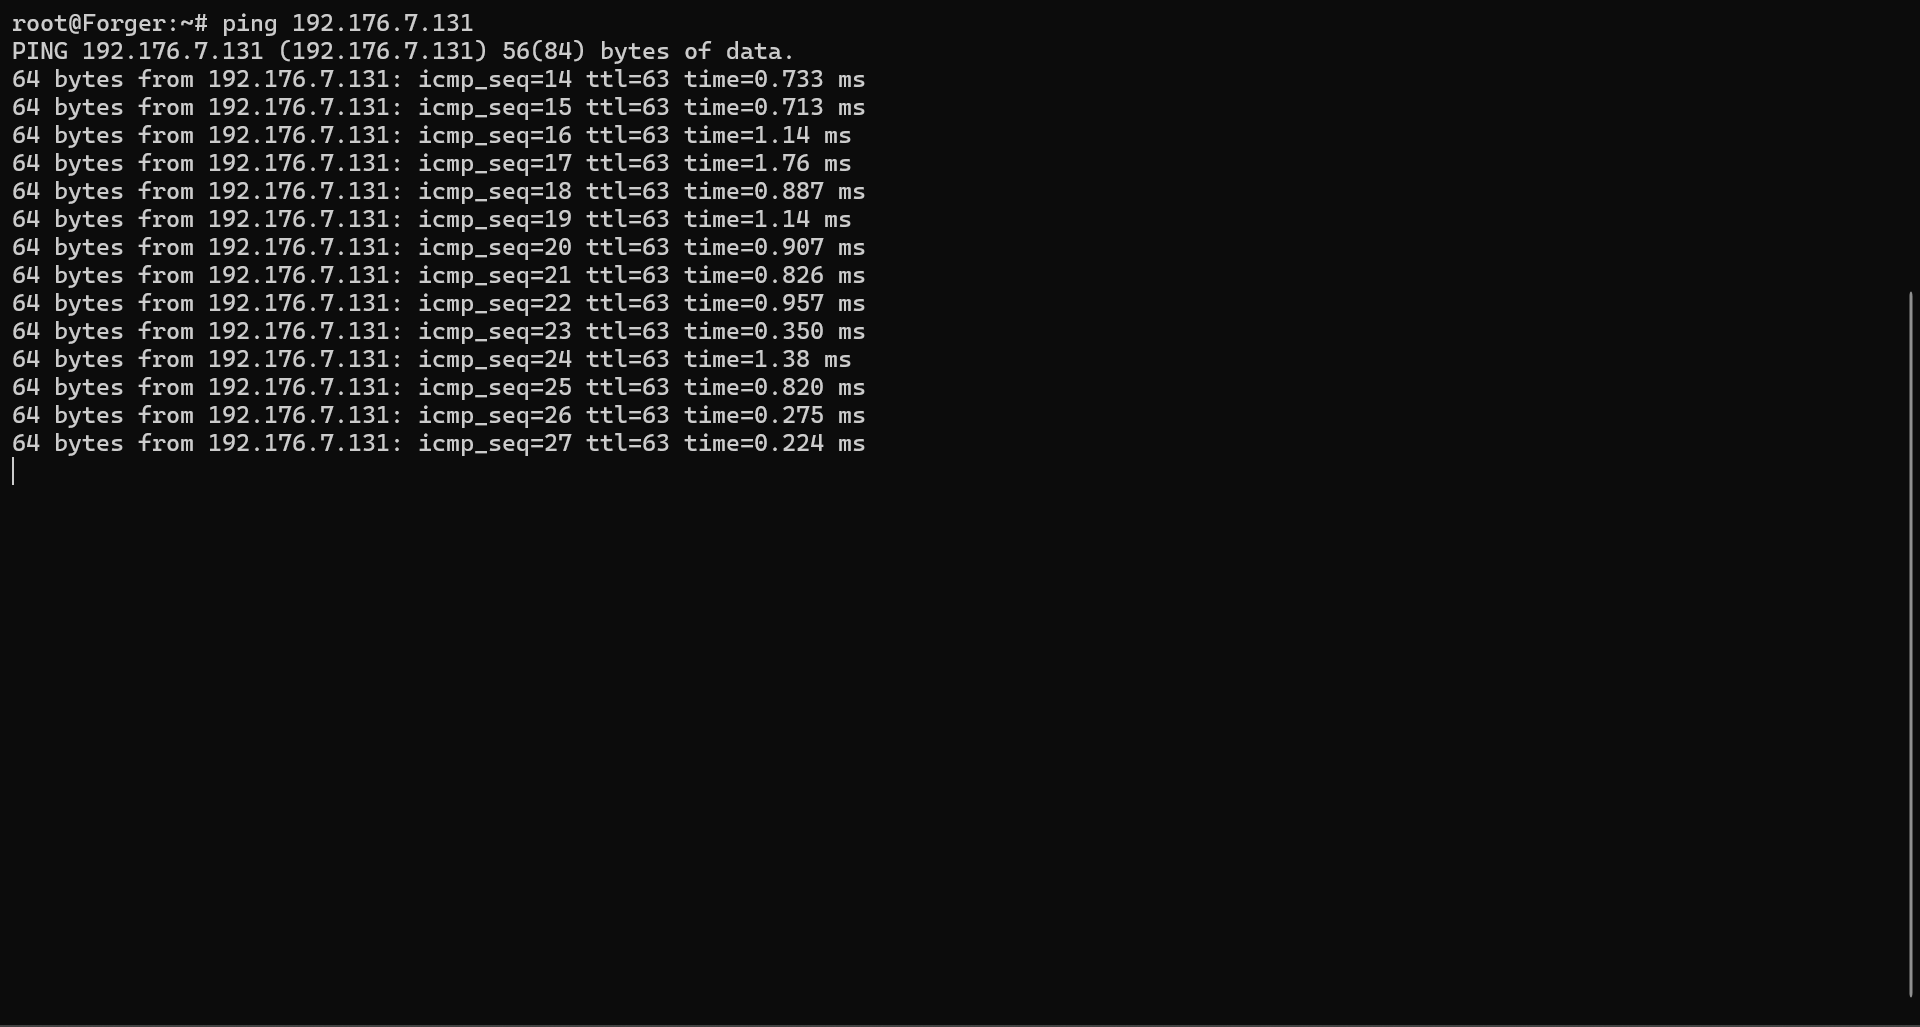 root@Forger:~# ping 192.176.7.131
PING 192.176.7.131 (192.176.7.131) 56(84) bytes of data.
64 bytes from 192.176.7.131: icmp_seq=14 ttl=63 time=0.733 ms
64 bytes from 192.176.7.131: icmp_seq=15 ttl=63 time=0.713 ms
64 bytes from 192.176.7.131: icmp_seq=16 ttl=63 time=1.14 ms
64 bytes from 192.176.7.131: icmp_seq=17 ttl=63 time=1.76 ms
64 bytes from 192.176.7.131: icmp_seq=18 ttl=63 time=0.887 ms
64 bytes from 192.176.7.131: icmp_seq=19 ttl=63 time=1.14 ms
64 bytes from 192.176.7.131: icmp_seq=20 ttl=63 time=0.907 ms
64 bytes from 192.176.7.131: icmp_seq=21 ttl=63 time=0.826 ms
64 bytes from 192.176.7.131: icmp_seq=22 ttl=63 time=0.957 ms
64 bytes from 192.176.7.131: icmp_seq=23 ttl=63 time=0.350 ms
64 bytes from 192.176.7.131: icmp_seq=24 ttl=63 time=1.38 ms
64 bytes from 192.176.7.131: icmp_seq=25 ttl=63 time=0.820 ms
64 bytes from 192.176.7.131: icmp_seq=26 ttl=63 time=0.275 ms
64 bytes from 192.176.7.131: icmp_seq=27 ttl=63 time=0.224 ms